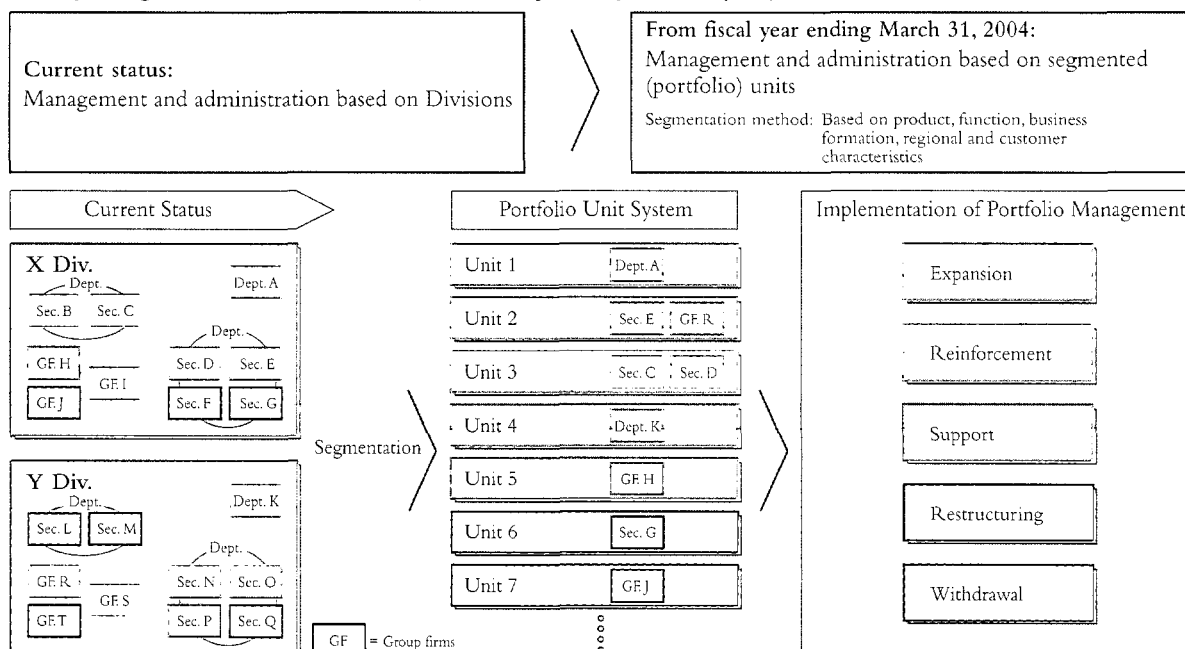 Current status:
Management and administration based on Divisions
From fiscal year ending March 31, 2004:
Management and administration based on segmented
(portfolio) units
Segmentation method: Based on product, function, business
formation, regional and customer
characteristics
Current Status
Portfolio Unit System
Implementation of Portfolio Management
X Div.
Dept.
Dept. A
Sec. B Sec. C
Dept.
GF. H
GF. I
Sec. D Sec. E
GF. J
Sec. F Sec. G
Y Div.
Dept.
Dept. K
Sec. L Sec. M
Dept.
GF. R
GF. S
Sec. N Sec. O
GF. T
Sec. P Sec. Q
GF = Group firms
Segmentation
Unit 1 Dept. A
Unit 2 Sec. E GF. R
Unit 3 Sec. C Sec. D
Unit 4 Dept. K
Unit 5 GF. H
Unit 6 Sec. G
Unit 7 GF. J
Expansion
Reinforcement
Support
Restructuring
Withdrawal